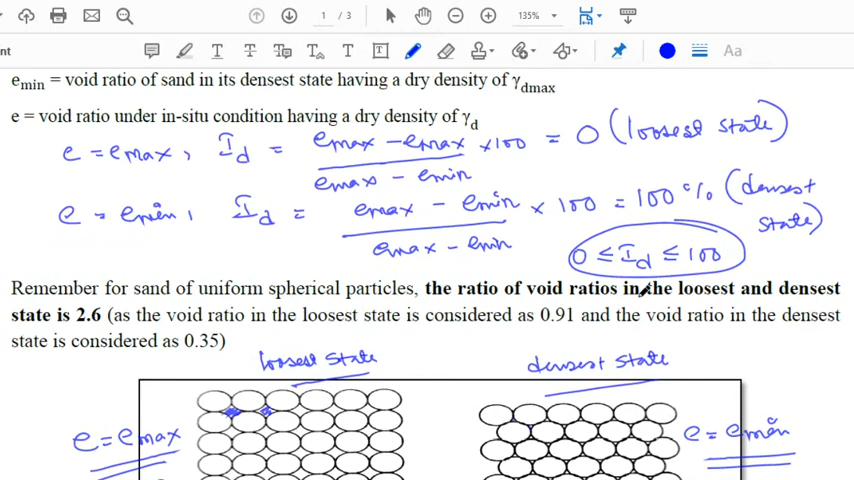 1 / 3
135%
nt
Aa
e min = void ratio of sand in its densest state having a dry density of γdmax
e = void ratio under in-situ condition having a dry density of γd
e = emax, Id = emax - emax / emax - emin × 100 = 0 (loosest state)
e = emin, Id = emax - emin / emax - emin × 100 = 100 % (densest state)
0 ≤ Id ≤ 100
Remember for sand of uniform spherical particles, the ratio of void ratios in the loosest and densest
state is 2.6 (as the void ratio in the loosest state is considered as 0.91 and the void ratio in the densest
state is considered as 0.35)
loosest state
densest state
e = emax
e = emin